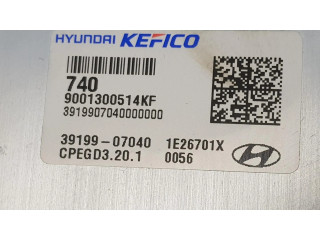 HYUNDAI KEFICO
740
9001300514KF
3919907040000000
39199-07040 1E26701X
CPEGD3.20.1 0056